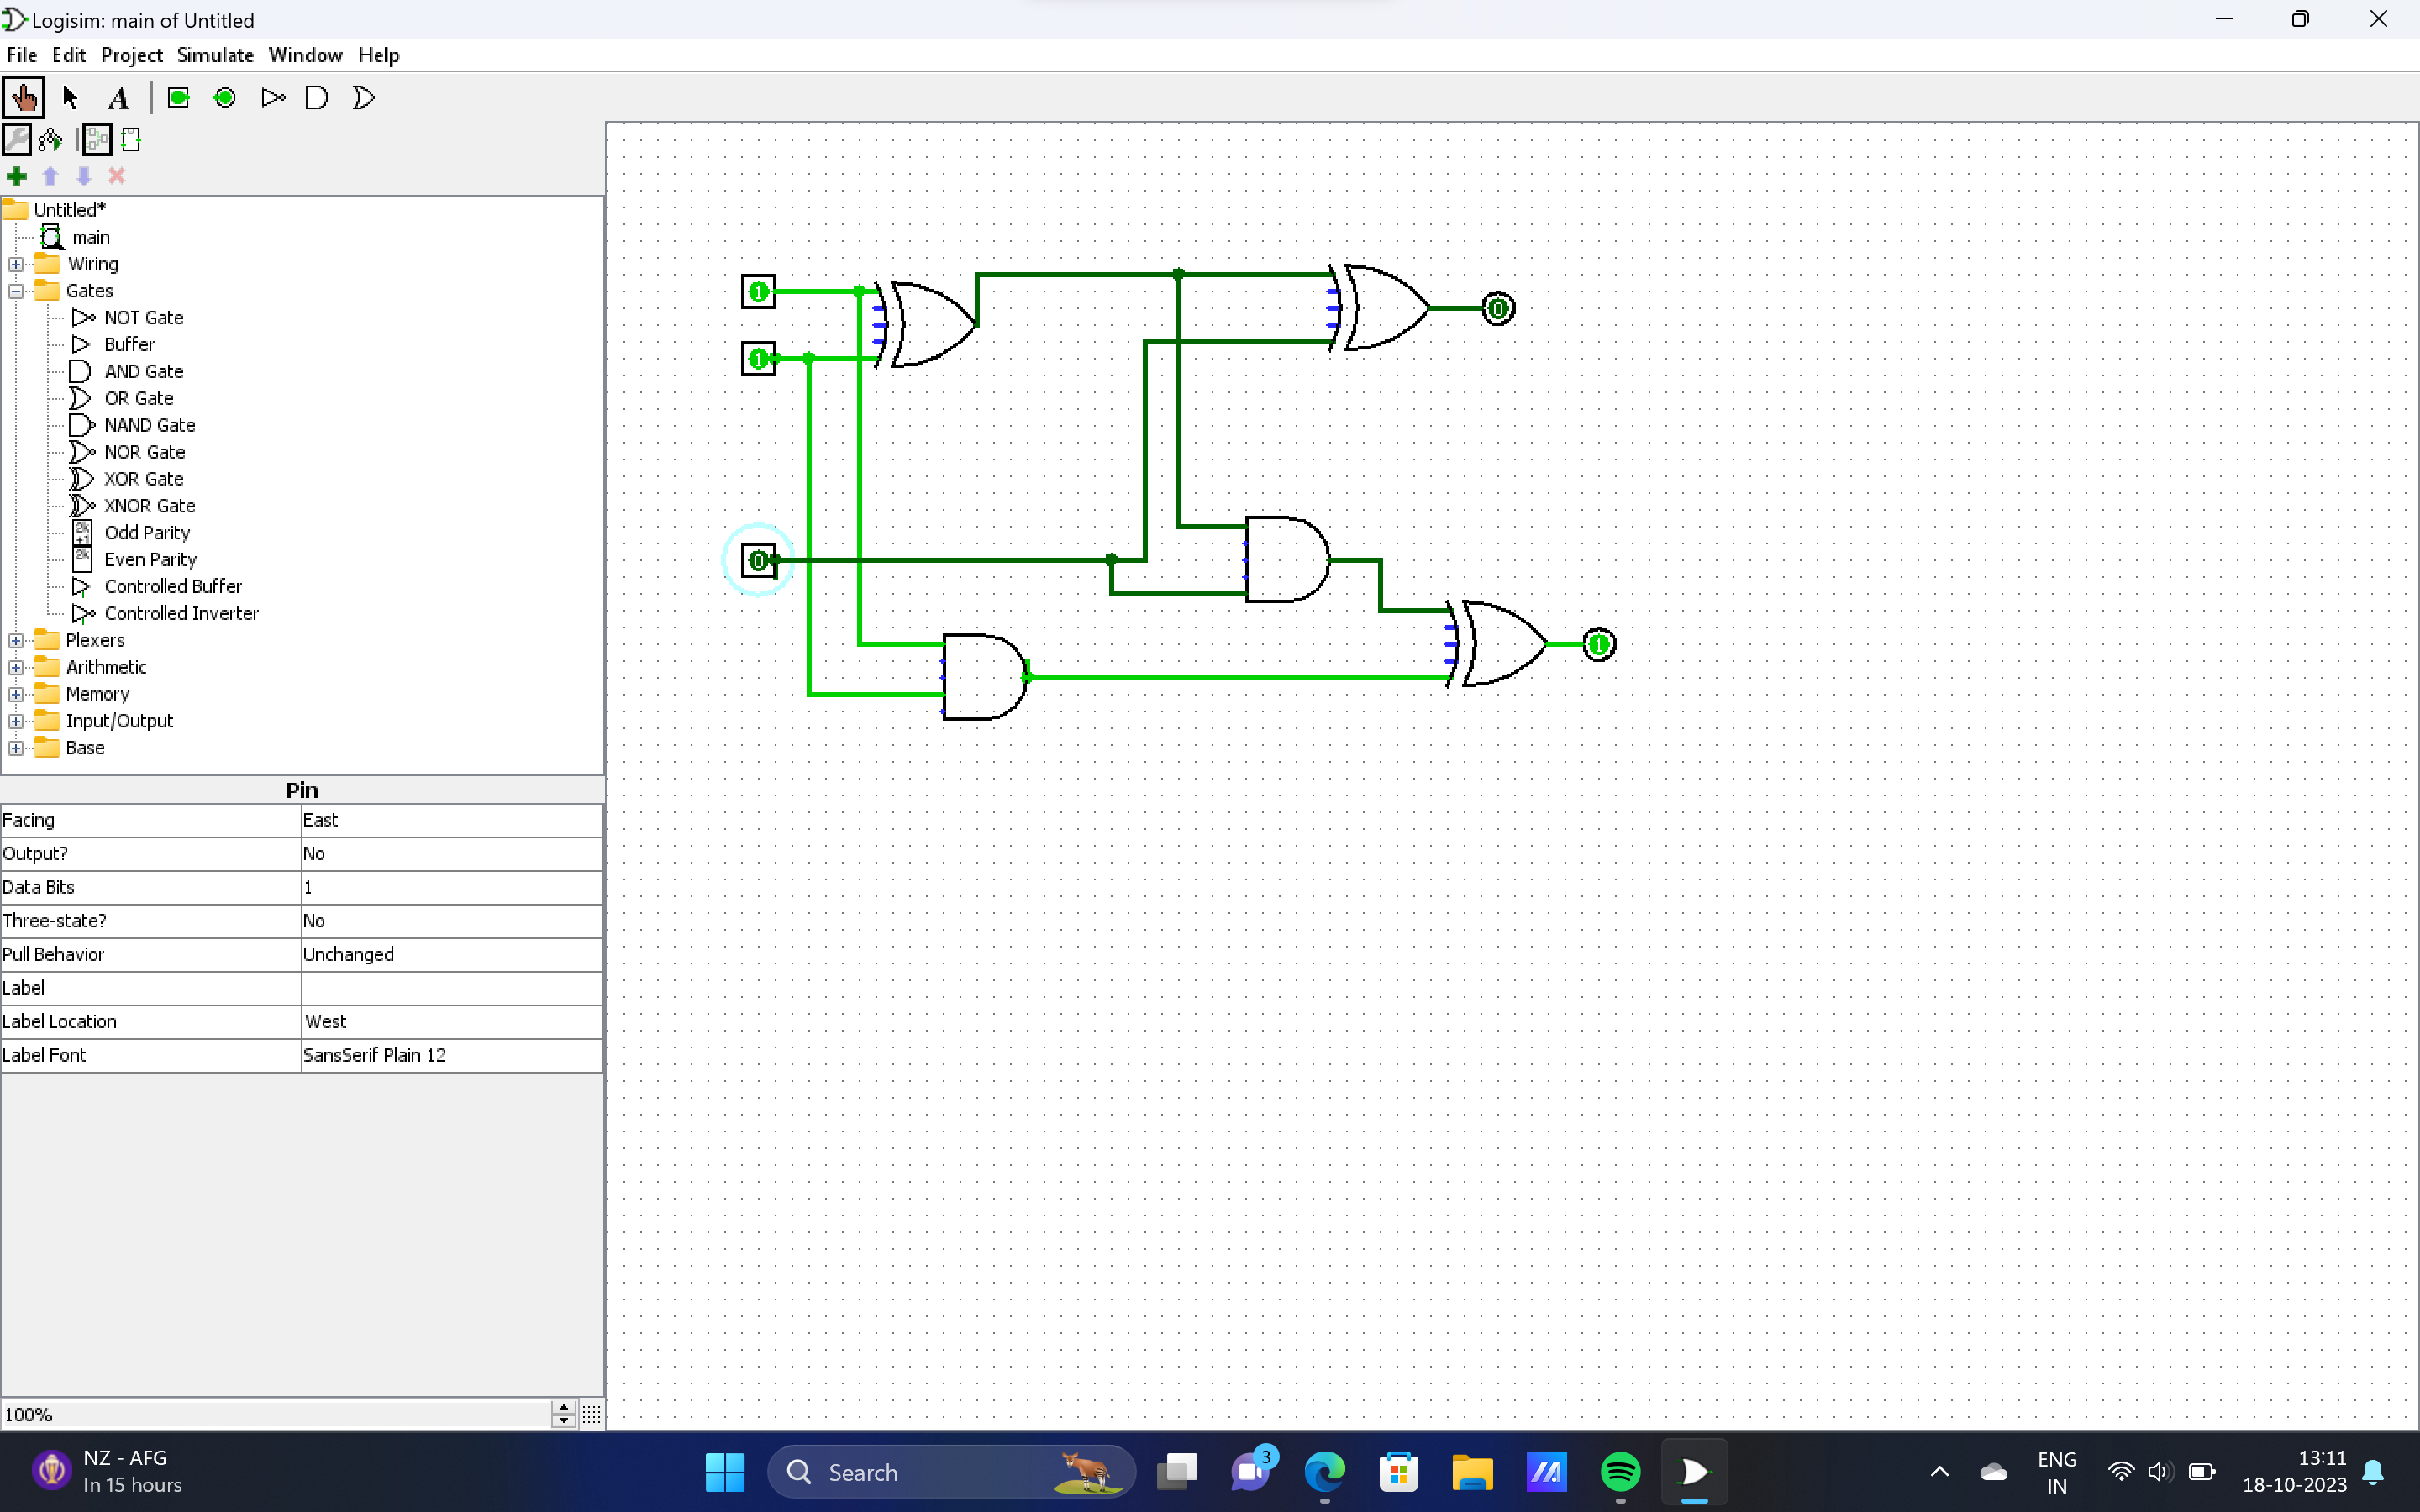 Logisim: main of Untitled
File Edit Project Simulate Window Help
A
Untitled*
main
Wiring
Gates
NOT Gate
Buffer
AND Gate
OR Gate
NAND Gate
NOR Gate
XOR Gate
XNOR Gate
2k+1 Odd Parity
2k Even Parity
Controlled Buffer
Controlled Inverter
Plexers
Arithmetic
Memory
Input/Output
Base
Pin
Facing East
Output? No
Data Bits 1
Three-state? No
Pull Behavior Unchanged
Label
Label Location West
Label Font SansSerif Plain 12
100%
1
0
1
0
1
NZ - AFG
In 15 hours
Search
3
ENG
IN
13:11
18-10-2023